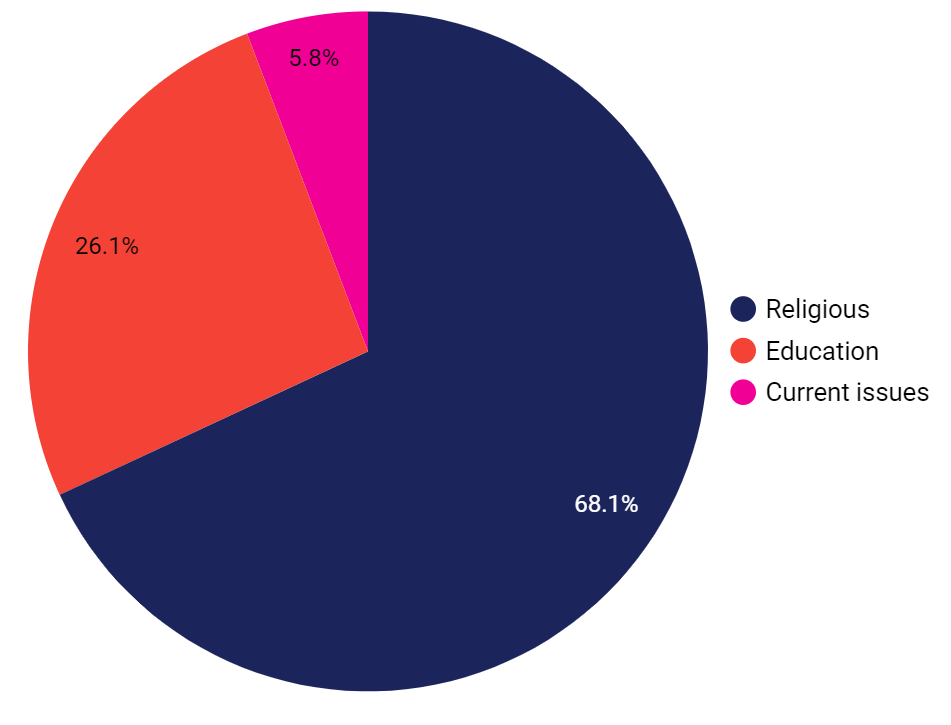 5.8%
26.1%
Religious
Education
Current issues
68.1%